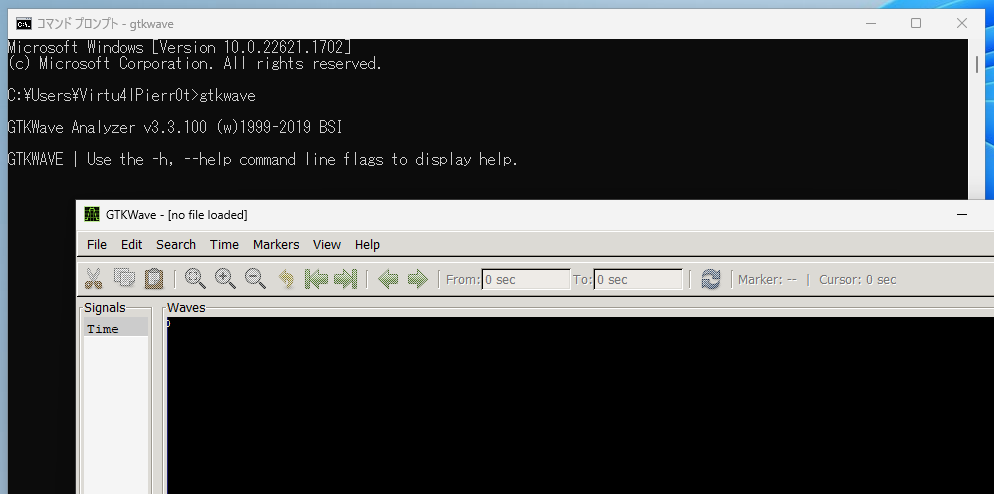 コマンド プロンプト - gtkwave
Microsoft Windows [Version 10.0.22621.1702]
(c) Microsoft Corporation. All rights reserved.
C:¥Users¥Virtu4lPierr0t>gtkwave
GTKWave Analyzer v3.3.100 (w)1999-2019 BSI
GTKWAVE | Use the -h, --help command line flags to display help.
GTKWave - [no file loaded]
File Edit Search Time Markers View Help
From: 0 sec To: 0 sec Marker: -- | Cursor: 0 sec
Signals Waves
Time 0